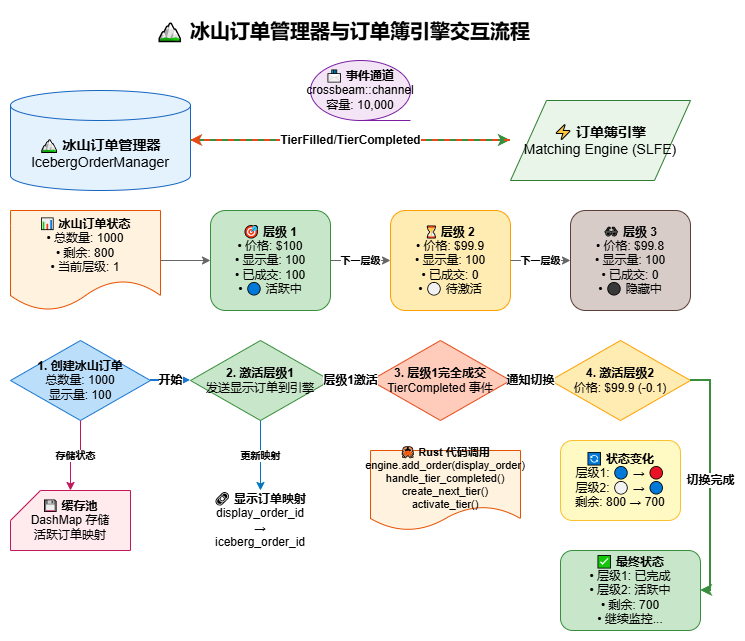 冰山订单管理器与订单簿引擎交互流程
事件通道
crossbeam::channel
容量: 10,000
冰山订单管理器
IcebergOrderManager
TierFilled/TierCompleted
订单簿引擎
Matching Engine (SLFE)
冰山订单状态
• 总数量: 1000
• 剩余: 800
• 当前层级: 1
层级 1
• 价格: $100
• 显示量: 100
• 已成交: 100
• 活跃中
下一层级
层级 2
• 价格: $99.9
• 显示量: 100
• 已成交: 0
• 待激活
下一层级
层级 3
• 价格: $99.8
• 显示量: 100
• 已成交: 0
• 隐藏中
1. 创建冰山订单
总数量: 1000
显示量: 100
开始
2. 激活层级1
发送显示订单到引擎
层级1激活
3. 层级1完全成交
TierCompleted 事件
通知切换
4. 激活层级2
价格: $99.9 (-0.1)
存储状态
更新映射
切换完成
缓存池
DashMap 存储
活跃订单映射
显示订单映射
display_order_id
→
iceberg_order_id
Rust 代码调用
engine.add_order(display_order)
handle_tier_completed()
create_next_tier()
activate_tier()
状态变化
层级1: → 
层级2: → 
剩余: 800 → 700
最终状态
• 层级1: 已完成
• 层级2: 活跃中
• 剩余: 700
• 继续监控...